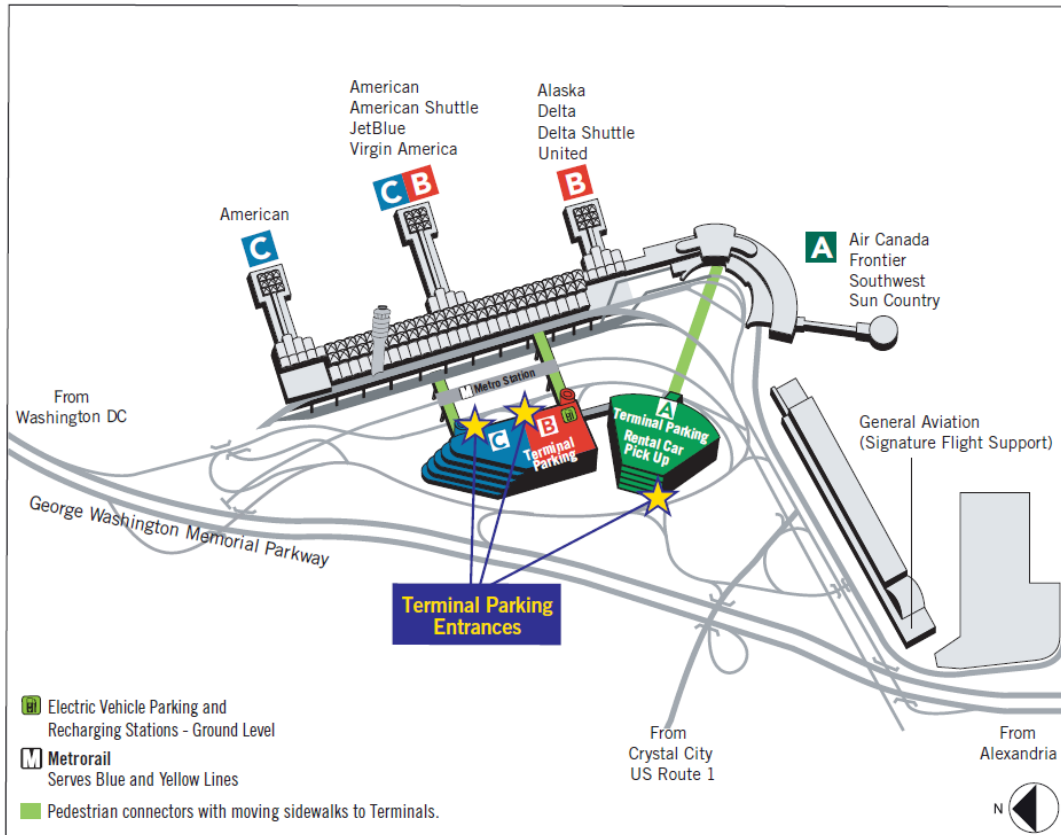 American
American Shuttle
JetBlue
Virgin America
Alaska
Delta
Delta Shuttle
United
C B
B
American
C
A
Air Canada
Frontier
Southwest
Sun Country
From
Washington DC
M Metro Station
A
Terminal Parking
Rental Car
Pick Up
C
B
Terminal
Parking
General Aviation
(Signature Flight Support)
George Washington Memorial Parkway
Terminal Parking
Entrances
Electric Vehicle Parking and
Recharging Stations - Ground Level
M Metrorail
Serves Blue and Yellow Lines
Pedestrian connectors with moving sidewalks to Terminals.
From
Crystal City
US Route 1
From
Alexandria
N